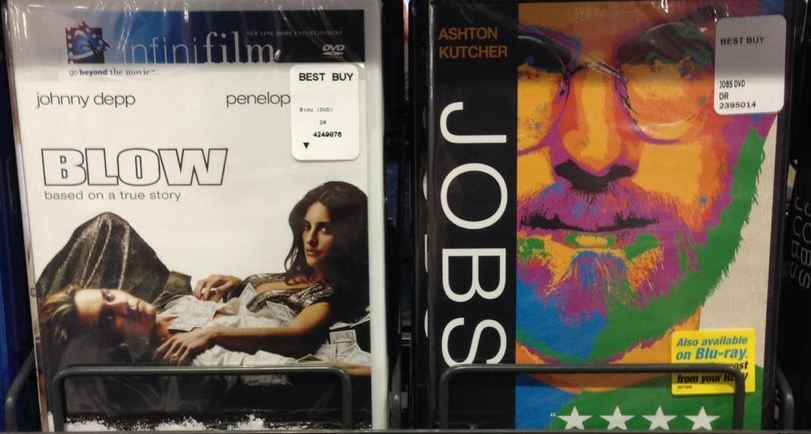 NEW LINE HOME ENTERTAINMENT
infinifilm
DVD
go beyond the movie™
johnny depp
penelop
BEST BUY
Blow (DVD)
DR
4249076
BLOW
based on a true story
ASHTON
KUTCHER
JOBS
BEST BUY
JOBS DVD
DR
2395014
Also available
on Blu-ray.
most
from your
"★★★★